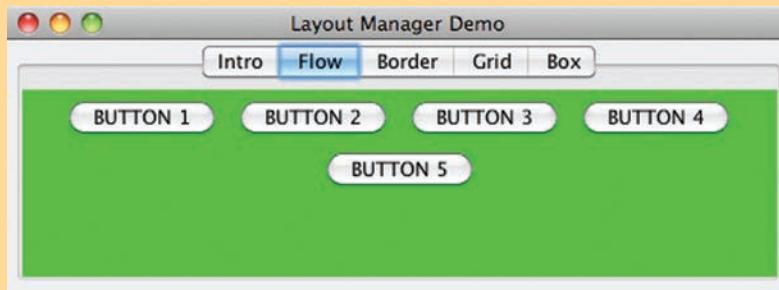 Layout Manager Demo
Intro Flow Border Grid Box
BUTTON 1 BUTTON 2 BUTTON 3 BUTTON 4
BUTTON 5